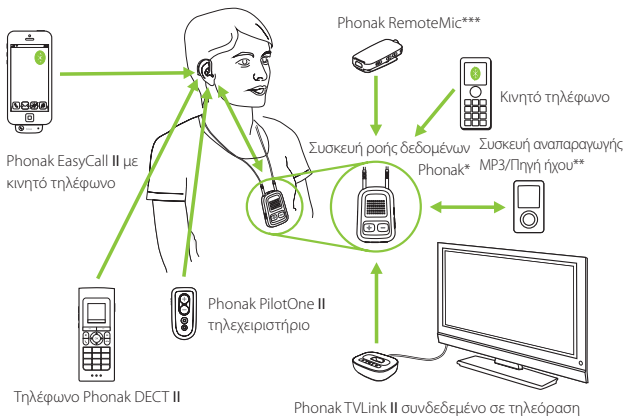 Phonak RemoteMic***
Κινητό τηλέφωνο
Συσκευή ροής δεδομένων
Phonak*
Συσκευή αναπαραγωγής
MP3/Πηγή ήχου**
Phonak EasyCall II με
κινητό τηλέφωνο
Phonak PilotOne II
τηλεχειριστήριο
Τηλέφωνο Phonak DECT II
Phonak TVLink II συνδεδεμένο σε τηλεόραση